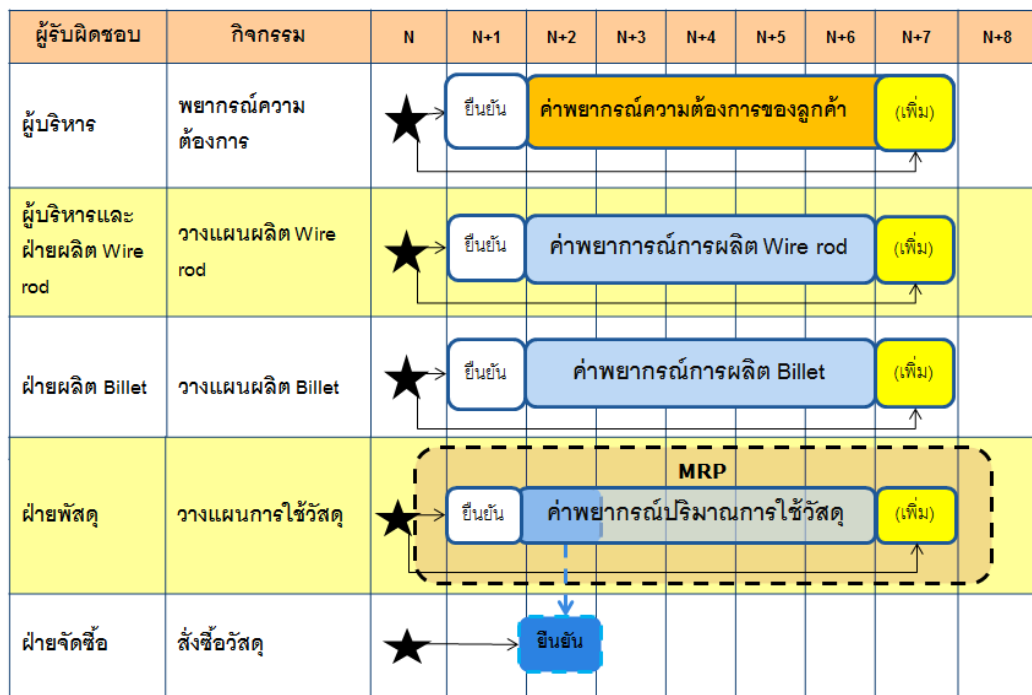 ผู้รับผิดชอบ กิจกรรม N N+1 N+2 N+3 N+4 N+5 N+6 N+7 N+8
ผู้บริหาร
พยากรณ์ความ
ต้องการ
ยืนยัน ค่าพยากรณ์ความต้องการของลูกค้า (เพิ่ม)
ผู้บริหารและ
ฝ่ายผลิต Wire
rod
วางแผนผลิต Wire
rod
ยืนยัน ค่าพยาการณ์การผลิต Wire rod (เพิ่ม)
ฝ่ายผลิต Billet วางแผนผลิต Billet ยืนยัน ค่าพยากรณ์การผลิต Billet (เพิ่ม)
MRP
ฝ่ายพัสดุ วางแผนการใช้วัสดุ ยืนยัน ค่าพยากรณ์ปริมาณการใช้วัสดุ (เพิ่ม)
ฝ่ายจัดซื้อ สั่งซื้อวัสดุ ยืนยัน